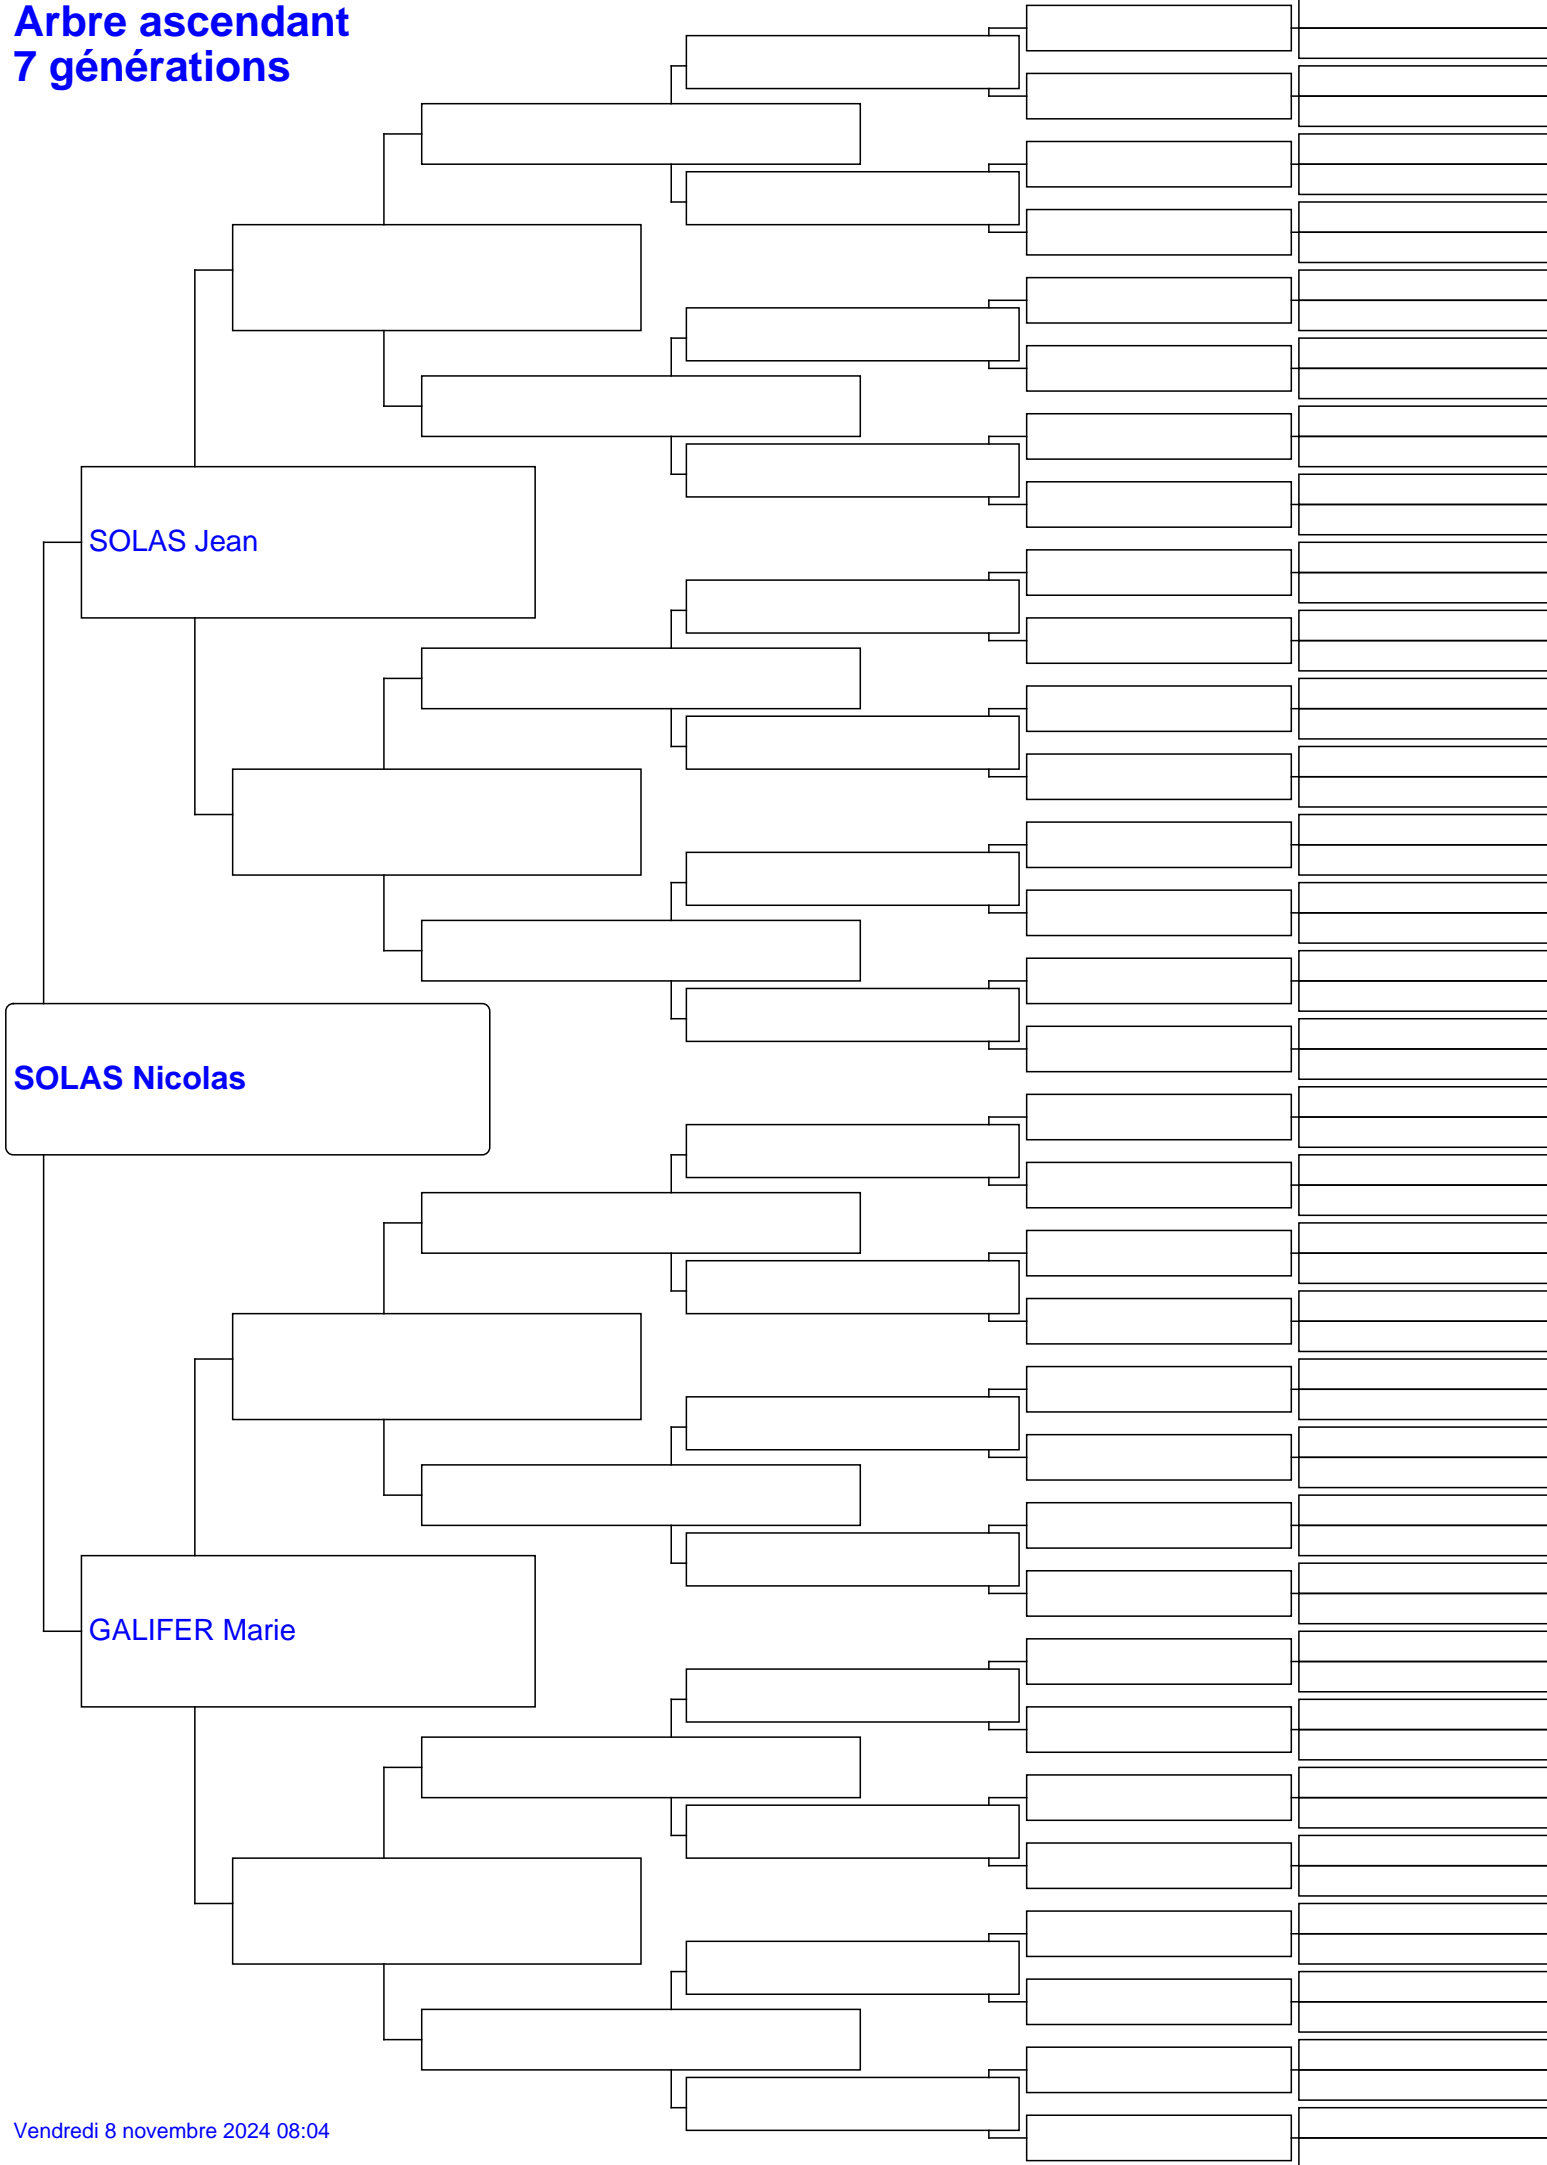 Arbre ascendant
7 générations
SOLAS Jean
SOLAS Nicolas
GALIFER Marie
Vendredi 8 novembre 2024 08:04